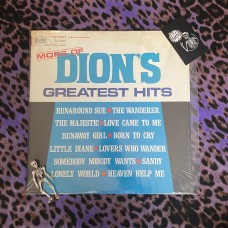 MORE OF
DION'S
GREATEST HITS
RUNAROUND SUE • THE WANDERER
THE MAJESTIC • LOVE CAME TO ME
RUNAWAY GIRL • BORN TO CRY
LITTLE DIANE • LOVERS WHO WANDER
SOMEBODY NOBODY WANTS • SANDY
LONELY WORLD • HEAVEN HELP ME